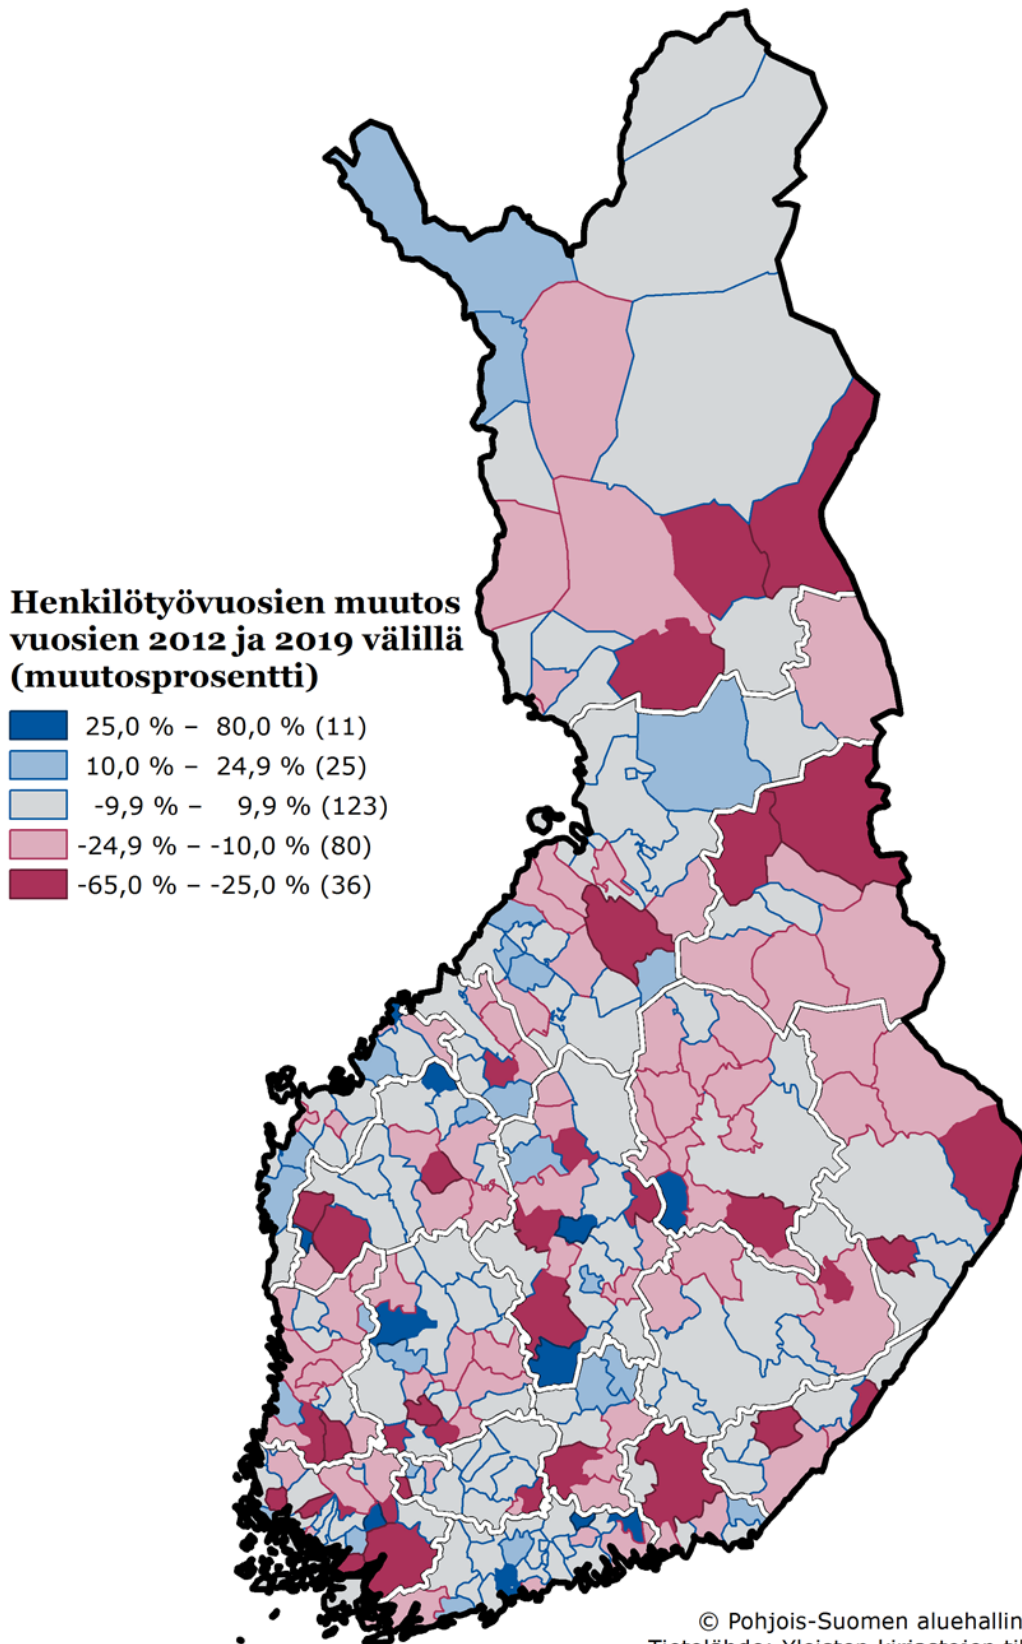 Henkilötyövuosien muutos
vuosien 2012 ja 2019 välillä
(muutosprosentti)
25,0 % – 80,0 % (11)
10,0 % – 24,9 % (25)
-9,9 % – 9,9 % (123)
-24,9 % – -10,0 % (80)
-65,0 % – -25,0 % (36)
© Pohjois-Suomen aluehallin